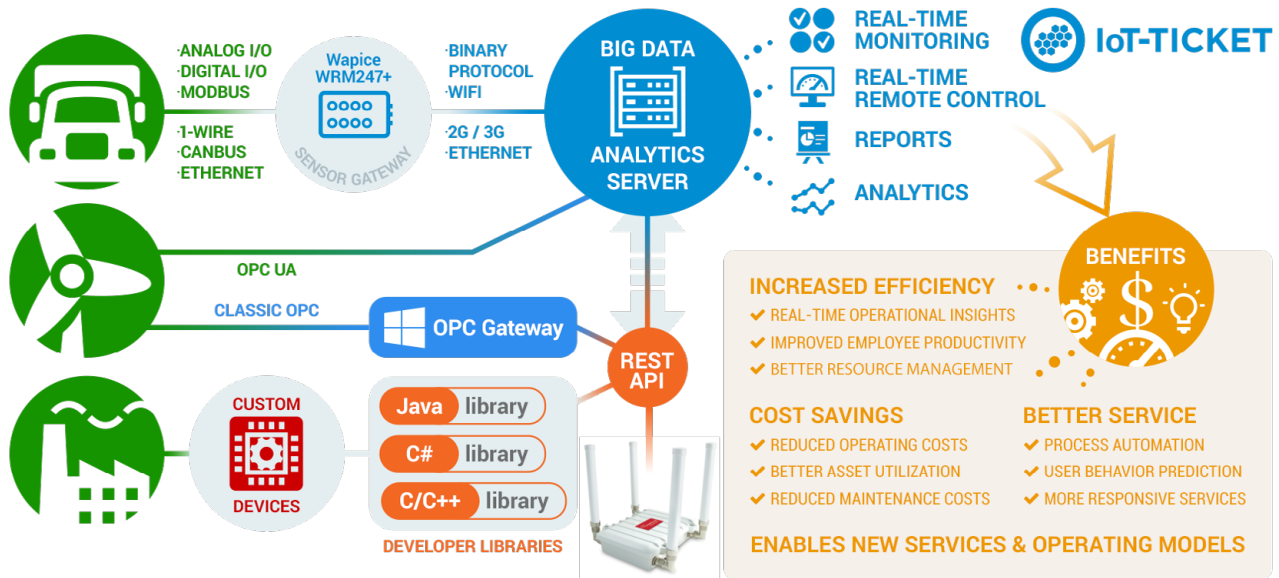 ·ANALOG I/O
·DIGITAL I/O
·MODBUS
·1-WIRE
·CANBUS
·ETHERNET
Wapice
WRM247+
SENSOR GATEWAY
·BINARY
PROTOCOL
·WIFI
·2G / 3G
·ETHERNET
BIG DATA
ANALYTICS
SERVER
REAL-TIME
MONITORING
REAL-TIME
REMOTE CONTROL
REPORTS
ANALYTICS
IoT-TICKET
OPC UA
CLASSIC OPC
OPC Gateway
REST
API
CUSTOM
DEVICES
Java library
C# library
C/C++ library
DEVELOPER LIBRARIES
BENEFITS
$
INCREASED EFFICIENCY
REAL-TIME OPERATIONAL INSIGHTS
IMPROVED EMPLOYEE PRODUCTIVITY
BETTER RESOURCE MANAGEMENT
COST SAVINGS
REDUCED OPERATING COSTS
BETTER ASSET UTILIZATION
REDUCED MAINTENANCE COSTS
BETTER SERVICE
PROCESS AUTOMATION
USER BEHAVIOR PREDICTION
MORE RESPONSIVE SERVICES
ENABLES NEW SERVICES & OPERATING MODELS